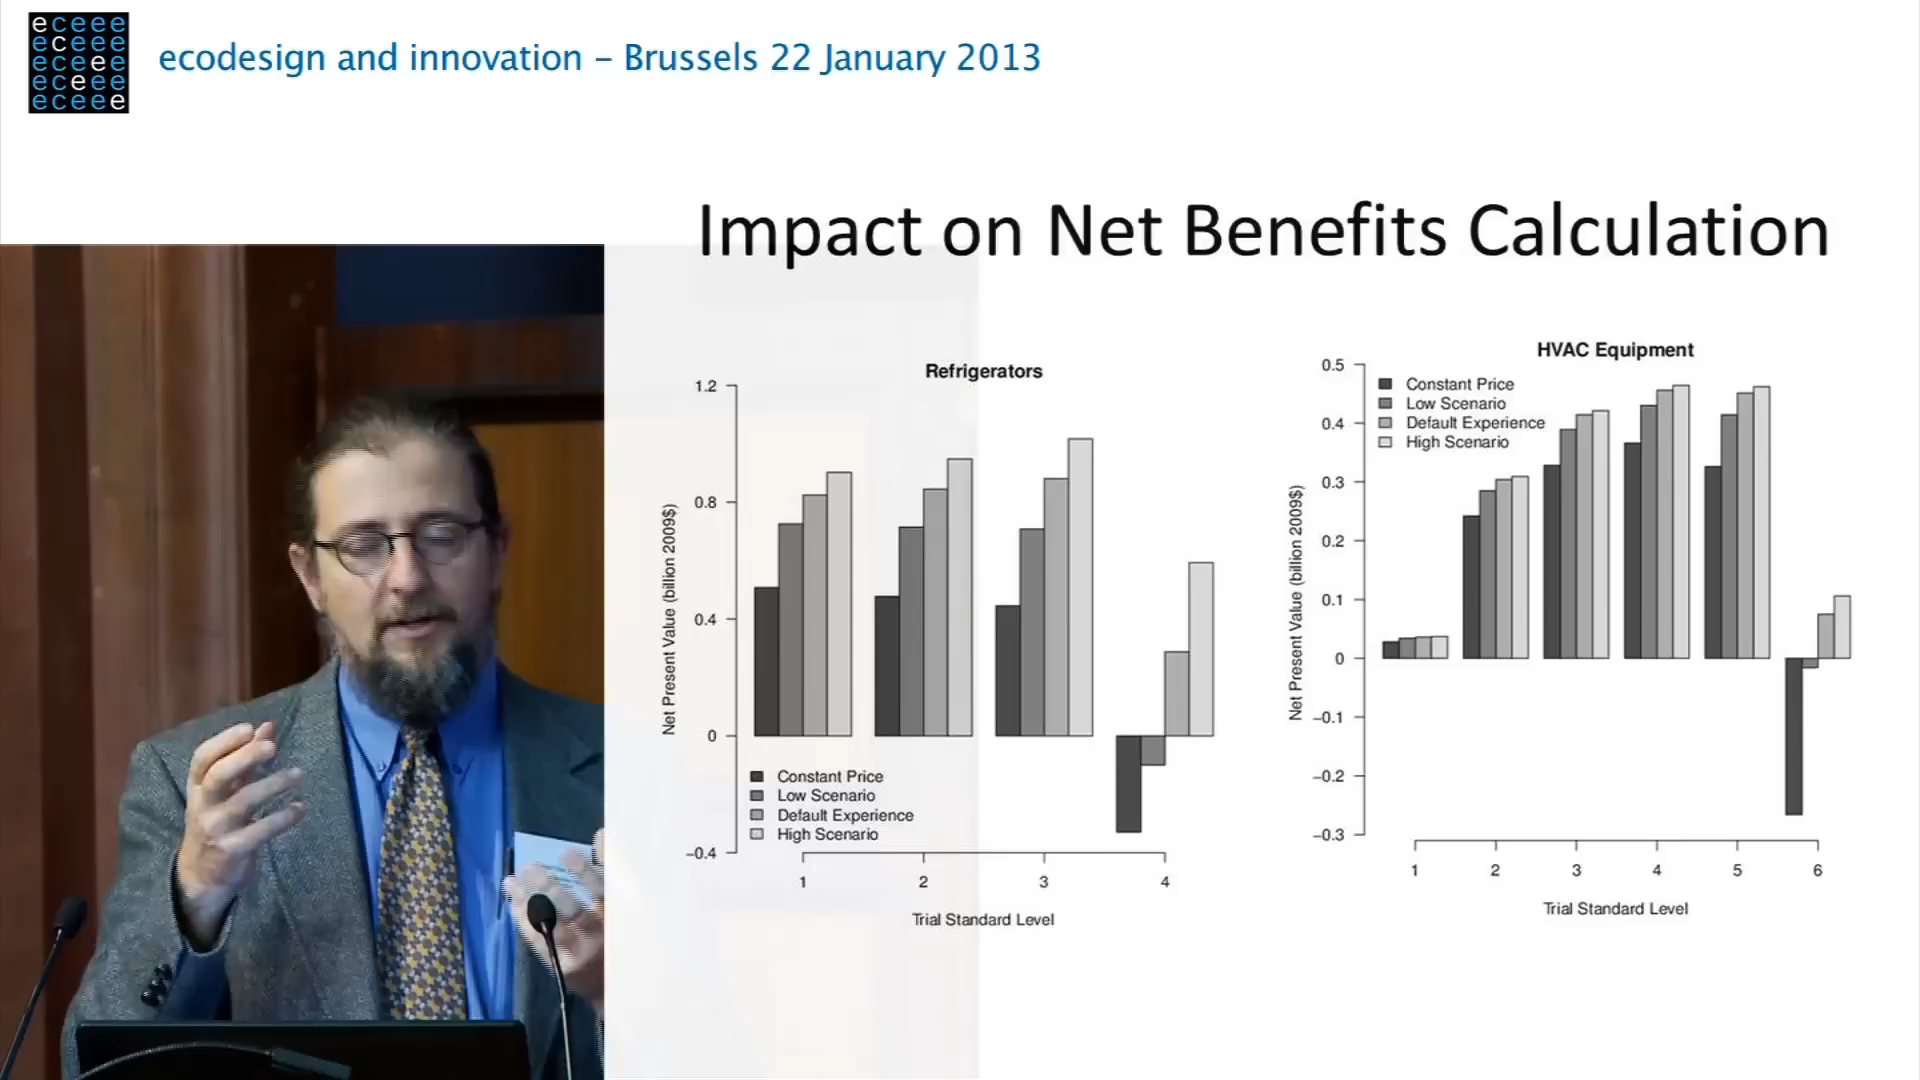 eceee
eceee
eceee
eceee
eceee
ecodesign and innovation – Brussels 22 January 2013
Impact on Net Benefits Calculation
Refrigerators
1.2
0.8
0.4
0
−0.4
Net Present Value (billion 2009$)
Constant Price
Low Scenario
Default Experience
High Scenario
1 2 3 4
Trial Standard Level
HVAC Equipment
0.5
0.4
0.3
0.2
0.1
0
−0.1
−0.2
−0.3
Net Present Value (billion 2009$)
Constant Price
Low Scenario
Default Experience
High Scenario
1 2 3 4 5 6
Trial Standard Level